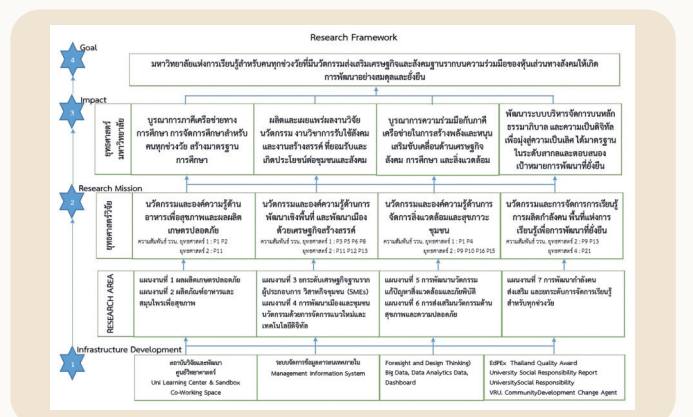 Research Framework
Goal
4
มหาวิทยาลัยแห่งการเรียนรู้สำหรับคนทุกช่วงวัยที่มีนวัตกรรมส่งเสริมเศรษฐกิจและสังคมฐานรากบนความร่วมมือของหุ้นส่วนทางสังคมให้เกิด
การพัฒนาอย่างสมดุลและยั่งยืน
Impact
3
ยุทธศาสตร์
มหาวิทยาลัย
บูรณาการภาคีเครือข่ายทาง
การศึกษา การจัดการศึกษาสำหรับ
คนทุกช่วงวัย สร้างมาตรฐาน
การศึกษา
ผลิตและเผยแพร่ผลงานวิจัย
นวัตกรรม งานวิชาการรับใช้สังคม
และงานสร้างสรรค์ ที่ยอมรับและ
เกิดประโยชน์ต่อชุมชนและสังคม
บูรณาการความร่วมมือกับภาคี
เครือข่ายในการสร้างพลังและหนุน
เสริมขับเคลื่อนด้านเศรษฐกิจ
สังคม การศึกษา และสิ่งแวดล้อม
พัฒนาระบบบริหารจัดการบนหลัก
ธรรมาภิบาล และความเป็นดิจิทัล
เพื่อมุ่งสู่ความเป็นเลิศ ได้มาตรฐาน
ในระดับสากลและตอบสนอง
เป้าหมายการพัฒนาที่ยั่งยืน
Research Mission
2
ยุทธศาสตร์วิจัย
นวัตกรรมและองค์ความรู้ด้าน
อาหารเพื่อสุขภาพและผลผลิต
เกษตรปลอดภัย
ความสัมพันธ์ ววน. ยุทธศาสตร์ 1 : P1 P2
ยุทธศาสตร์ 2 : P11
นวัตกรรมและองค์ความรู้ด้านการ
พัฒนาเชิงพื้นที่ และพัฒนาเมือง
ด้วยเศรษฐกิจสร้างสรรค์
ความสัมพันธ์ ววน. ยุทธศาสตร์ 1 : P3 P5 P6 P8
ยุทธศาสตร์ 2 : P11 P12 P13
นวัตกรรมและองค์ความรู้ด้านการ
จัดการสิ่งแวดล้อมและสุขภาวะ
ชุมชน
ความสัมพันธ์ ววน. ยุทธศาสตร์ 1 : P1 P4
ยุทธศาสตร์ 2 : P9 P10 P16 P15
นวัตกรรมและการจัดการการเรียนรู้
การผลิตกำลังคน พื้นที่แห่งการ
เรียนรู้เพื่อการพัฒนาที่ยั่งยืน
ความสัมพันธ์ ววน. ยุทธศาสตร์ 2 : P9 P13
ยุทธศาสตร์ 4 : P21
RESEARCH AREA
แผนงานที่ 1 ผลผลิตเกษตรปลอดภัย
แผนงานที่ 2 ผลิตภัณฑ์อาหารและ
สมุนไพรเพื่อสุขภาพ
แผนงานที่ 3 ยกระดับเศรษฐกิจฐานราก
ผู้ประกอบการ วิสาหกิจชุมชน (SMEs)
แผนงานที่ 4 การพัฒนาเมืองและชุมชน
นวัตกรรมด้วยการจัดการแนวใหม่และ
เทคโนโลยีดิจิทัล
แผนงานที่ 5 การพัฒนานวัตกรรม
แก้ปัญหาสิ่งแวดล้อมและภัยพิบัติ
แผนงานที่ 6 การส่งเสริมนวัตกรรมด้าน
สุขภาพและความปลอดภัย
แผนงานที่ 7 การพัฒนากำลังคน
ส่งเสริม และยกระดับการจัดการเรียนรู้
สำหรับทุกช่วงวัย
Infrastructure Development
1
สถาบันวิจัยและพัฒนา
ศูนย์วิทยาศาสตร์
Uni Learning Center & Sandbox
Co-Working Space
ระบบจัดการข้อมูลสารสนเทศภายใน
Management Information System
Foresight and Design Thinking)
Big Data, Data Analytics Data,
Dashboard
EdPEx Thailand Quality Award
University Social Responsibility Report
UniversitySocial Responsibility
VRU. CommunityDevelopment Change Agent